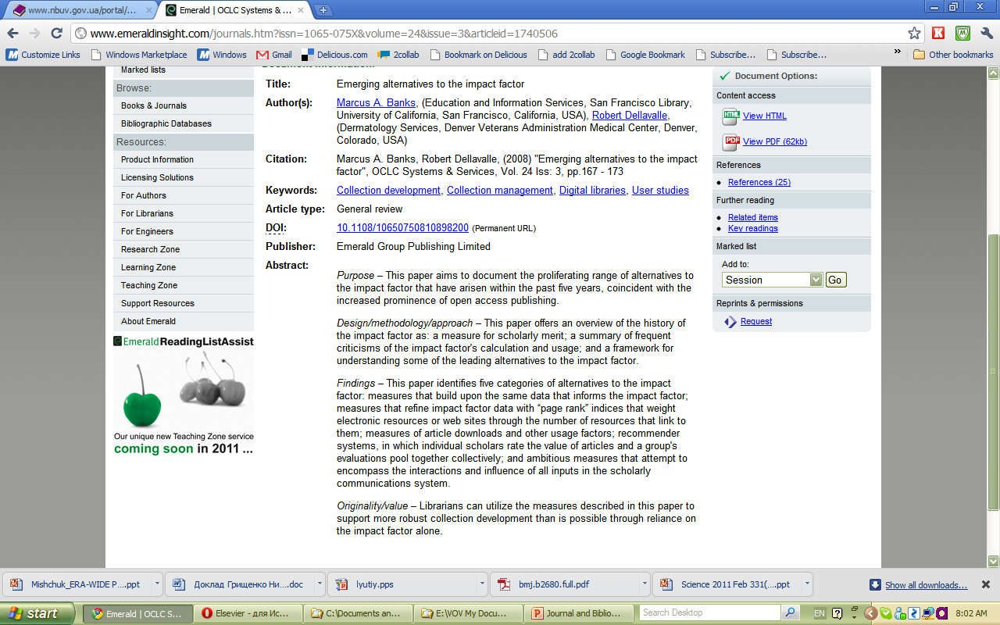 www.nbuv.gov.ua/portal/...
Emerald | OCLC Systems & ...
www.emeraldinsight.com/journals.htm?issn=1065-075X&volume=24&issue=3&articleid=1740506
Customize Links
Windows Marketplace
Windows
Gmail
Delicious.com
2collab
Bookmark on Delicious
add 2collab
Google Bookmark
Subscribe...
Subscribe...
»
Other bookmarks
Marked lists
Browse:
Books & Journals
Bibliographic Databases
Resources:
Product Information
Licensing Solutions
For Authors
For Librarians
For Engineers
Research Zone
Learning Zone
Teaching Zone
Support Resources
About Emerald
Emerald ReadingListAssist
Our unique new Teaching Zone service
coming soon in 2011 ...
Title: Emerging alternatives to the impact factor
Author(s): Marcus A. Banks, (Education and Information Services, San Francisco Library,
University of California, San Francisco, California, USA), Robert Dellavalle,
(Dermatology Services, Denver Veterans Administration Medical Center, Denver,
Colorado, USA)
Citation: Marcus A. Banks, Robert Dellavalle, (2008) "Emerging alternatives to the impact
factor", OCLC Systems & Services, Vol. 24 Iss: 3, pp.167 - 173
Keywords: Collection development, Collection management, Digital libraries, User studies
Article type: General review
DOI: 10.1108/10650750810898200 (Permanent URL)
Publisher: Emerald Group Publishing Limited
Abstract:
Purpose – This paper aims to document the proliferating range of alternatives to
the impact factor that have arisen within the past five years, coincident with the
increased prominence of open access publishing.
Design/methodology/approach – This paper offers an overview of the history of
the impact factor as: a measure for scholarly merit; a summary of frequent
criticisms of the impact factor's calculation and usage; and a framework for
understanding some of the leading alternatives to the impact factor.
Findings – This paper identifies five categories of alternatives to the impact
factor: measures that build upon the same data that informs the impact factor;
measures that refine impact factor data with “page rank” indices that weight
electronic resources or web sites through the number of resources that link to
them; measures of article downloads and other usage factors; recommender
systems, in which individual scholars rate the value of articles and a group's
evaluations pool together collectively; and ambitious measures that attempt to
encompass the interactions and influence of all inputs in the scholarly
communications system.
Originality/value – Librarians can utilize the measures described in this paper to
support more robust collection development than is possible through reliance on
the impact factor alone.
Document Options:
Content access
HTML View HTML
PDF View PDF (62kb)
References
References (25)
Further reading
Related items
Key readings
Marked list
Add to:
Session Go
Reprints & permissions
Request
Mishchuk_ERA-WIDE P....ppt
Доклад Грищенко Ни....doc
lyutiy.pps
bmj.b2680.full.pdf
Science 2011 Feb 331(....ppt
Show all downloads...
start
Emerald | OCLC S...
Elsevier - для Ис...
C:\Documents an...
E:\VOV My Docu...
Journal and Biblio...
Search Desktop
EN
8:02 AM